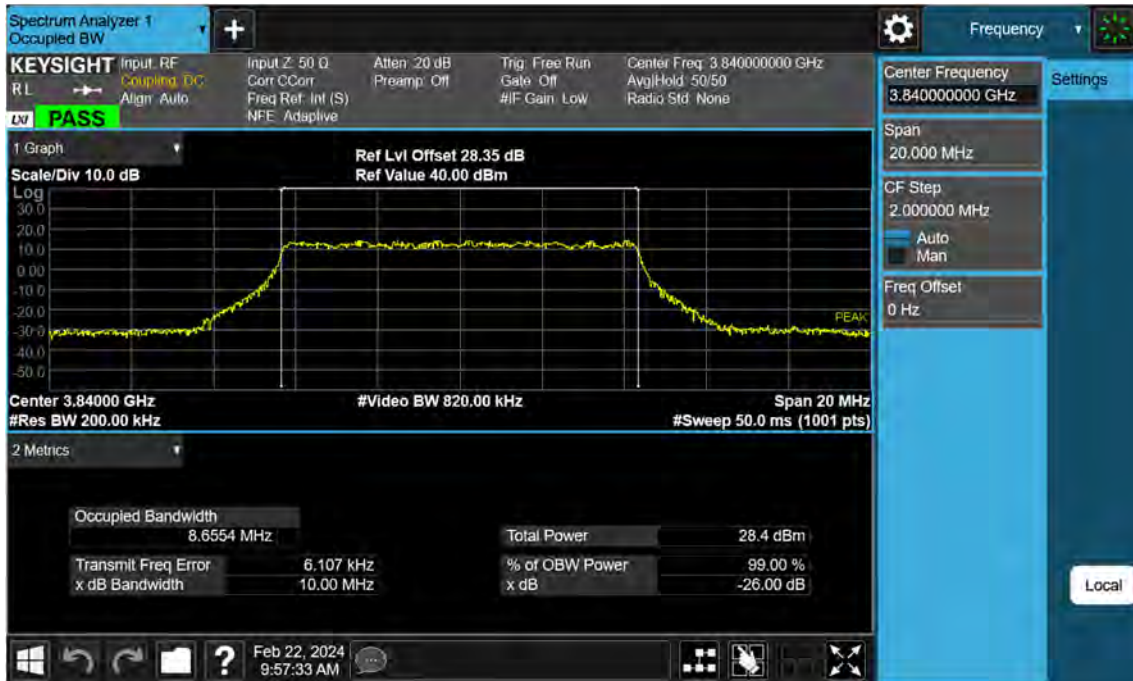 Spectrum Analyzer 1
Occupied BW
Frequency
KEYSIGHT
Input: RF
Coupling: DC
Align: Auto
RL
Input Z: 50 Ω
Corr CCorr
Freq Ref: Int (S)
NFE: Adaptive
Atten: 20 dB
Preamp: Off
Trig: Free Run
Gate: Off
#IF Gain: Low
Center Freq: 3.840000000 GHz
Avg|Hold: 50/50
Radio Std: None
LXI
PASS
1 Graph
Scale/Div 10.0 dB
Ref Lvl Offset 28.35 dB
Ref Value 40.00 dBm
Log
30.0
20.0
10.0
0.00
-10.0
-20.0
-30.0
-40.0
-50.0
PEAK
Center 3.84000 GHz
#Video BW 820.00 kHz
Span 20 MHz
#Res BW 200.00 kHz
#Sweep 50.0 ms (1001 pts)
2 Metrics
Occupied Bandwidth
8.6554 MHz
Total Power 28.4 dBm
Transmit Freq Error 6.107 kHz
% of OBW Power 99.00 %
x dB Bandwidth 10.00 MHz
x dB -26.00 dB
Center Frequency
3.840000000 GHz
Settings
Span
20.000 MHz
CF Step
2.000000 MHz
Auto
Man
Freq Offset
0 Hz
Local
?
Feb 22, 2024
9:57:33 AM